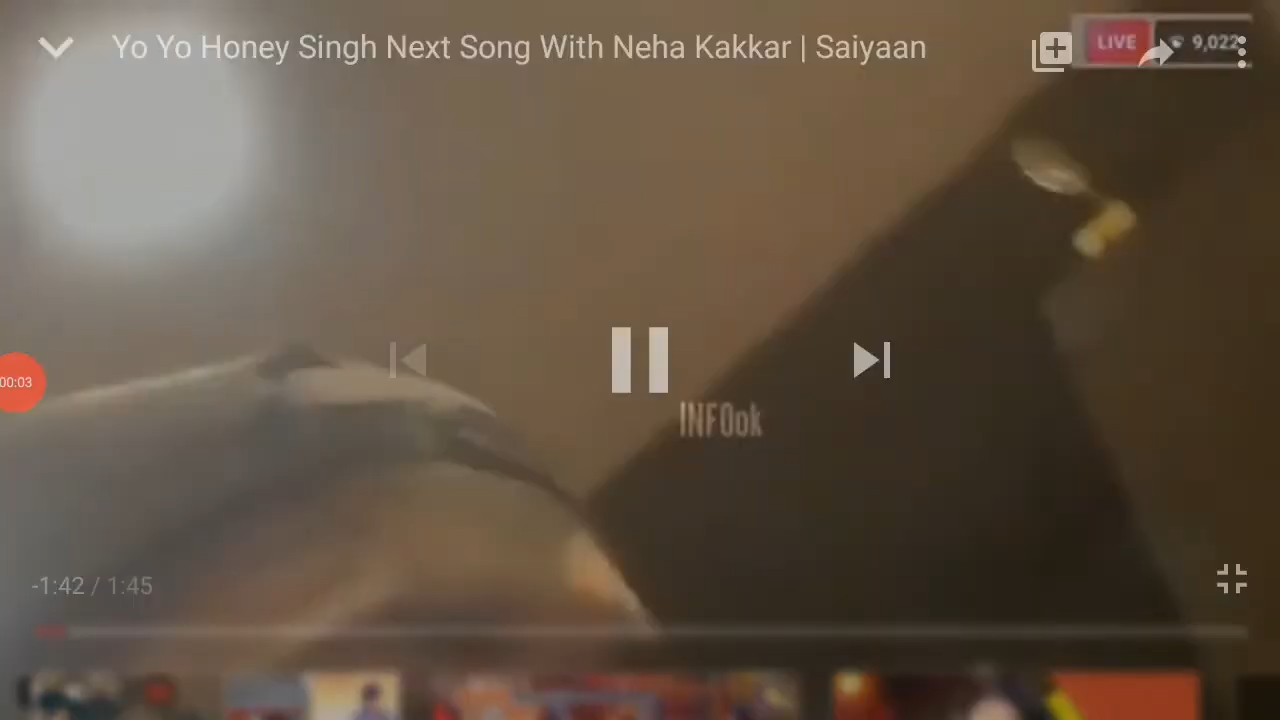 Yo Yo Honey Singh Next Song With Neha Kakkar | Saiyaan
LIVE
9,022
00:03
INFOok
-1:42 / 1:45